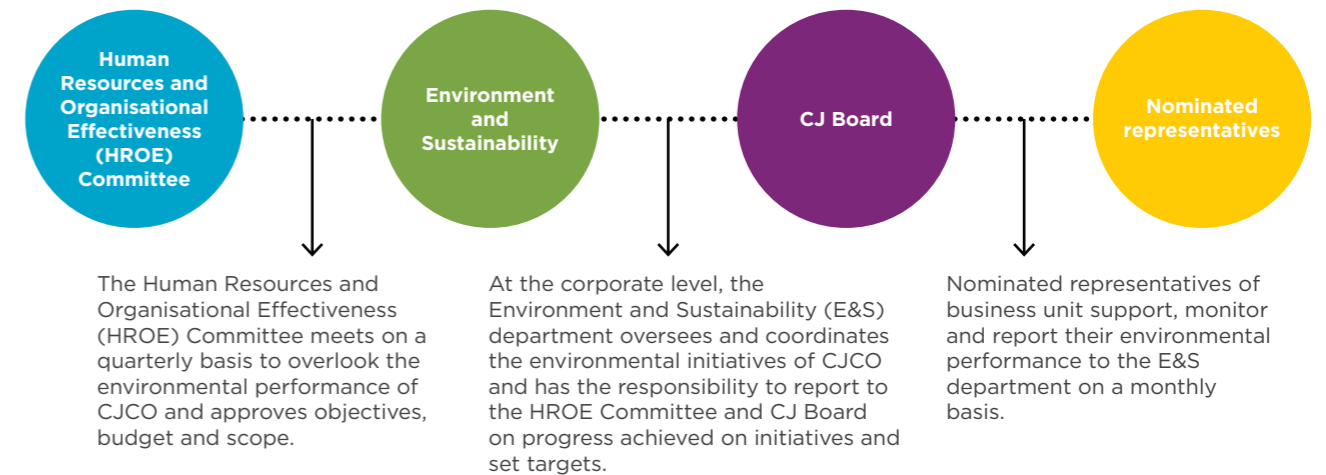 Human
Resources and
Organisational
Effectiveness
(HROE)
Committee
Environment
and
Sustainability
CJ Board
Nominated
representatives
The Human Resources and
Organisational Effectiveness
(HROE) Committee meets on a
quarterly basis to overlook the
environmental performance of
CJCO and approves objectives,
budget and scope.
At the corporate level, the
Environment and Sustainability (E&S)
department oversees and coordinates
the environmental initiatives of CJCO
and has the responsibility to report to
the HROE Committee and CJ Board
on progress achieved on initiatives and
set targets.
Nominated representatives of
business unit support, monitor
and report their environmental
performance to the E&S
department on a monthly
basis.